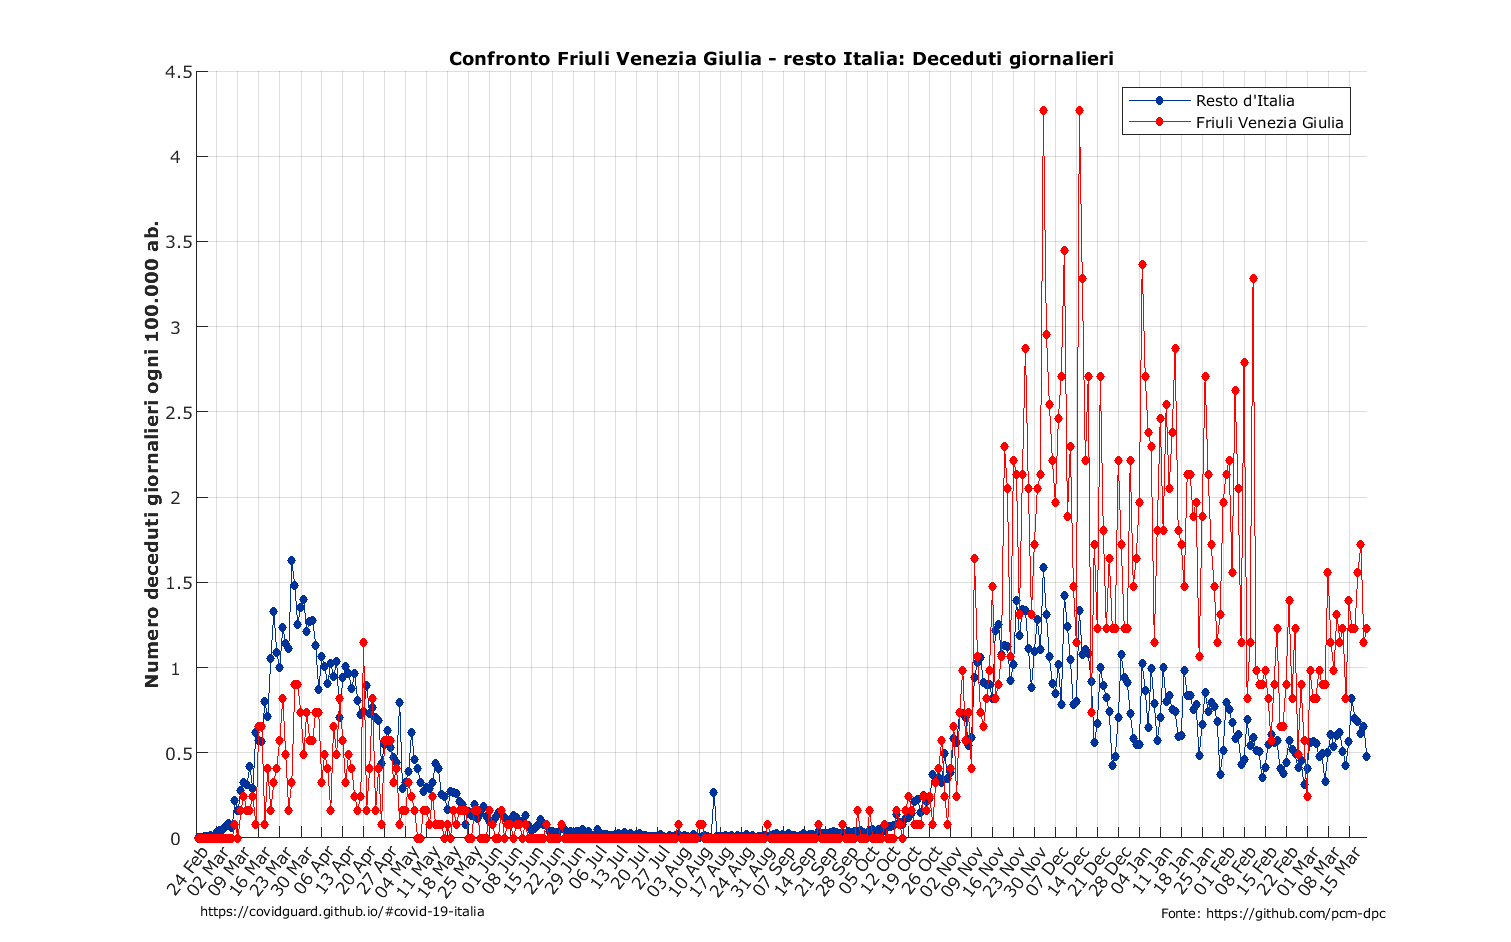 Confronto Friuli Venezia Giulia - resto Italia: Deceduti giornalieri
Resto d'Italia
Friuli Venezia Giulia
Numero deceduti giornalieri ogni 100.000 ab.
4.5
4
3.5
3
2.5
2
1.5
1
0.5
0
24 Feb
02 Mar
09 Mar
16 Mar
23 Mar
30 Mar
06 Apr
13 Apr
20 Apr
27 Apr
04 May
11 May
18 May
25 May
01 Jun
08 Jun
15 Jun
22 Jun
29 Jun
06 Jul
13 Jul
20 Jul
27 Jul
03 Aug
10 Aug
17 Aug
24 Aug
31 Aug
07 Sep
14 Sep
21 Sep
28 Sep
05 Oct
12 Oct
19 Oct
26 Oct
02 Nov
09 Nov
16 Nov
23 Nov
30 Nov
07 Dec
14 Dec
21 Dec
28 Dec
04 Jan
11 Jan
18 Jan
25 Jan
01 Feb
08 Feb
15 Feb
22 Feb
01 Mar
08 Mar
15 Mar
https://covidguard.github.io/#covid-19-italia
Fonte: https://github.com/pcm-dpc